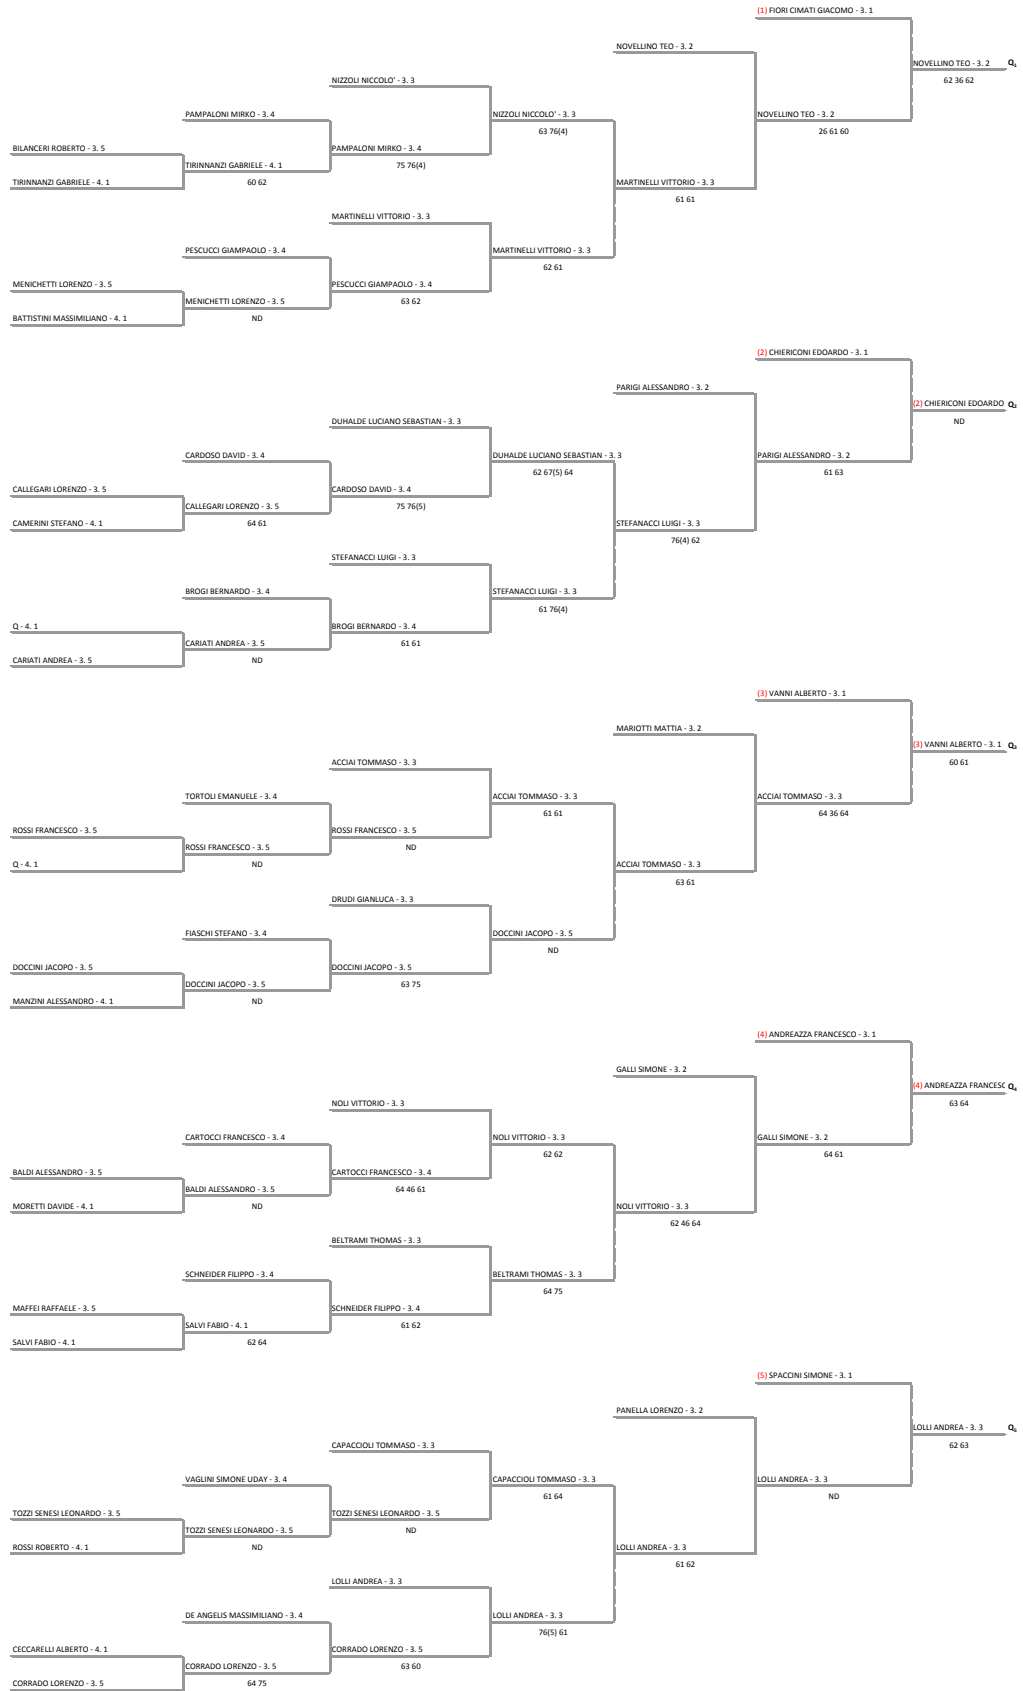 (1) FIORI CIMATI GIACOMO - 3. 1
NOVELLINO TEO - 3. 2
NOVELLINO TEO - 3. 2 Q₁
62 36 62
NIZZOLI NICCOLO' - 3. 3
PAMPALONI MIRKO - 3. 4
NIZZOLI NICCOLO' - 3. 3
NOVELLINO TEO - 3. 2
63 76(4)
26 61 60
BILANCERI ROBERTO - 3. 5
PAMPALONI MIRKO - 3. 4
TIRINNANZI GABRIELE - 4. 1
75 76(4)
TIRINNANZI GABRIELE - 4. 1
60 62
MARTINELLI VITTORIO - 3. 3
61 61
MARTINELLI VITTORIO - 3. 3
PESCUCCI GIAMPAOLO - 3. 4
MARTINELLI VITTORIO - 3. 3
62 61
MENICHETTI LORENZO - 3. 5
PESCUCCI GIAMPAOLO - 3. 4
MENICHETTI LORENZO - 3. 5
63 62
BATTISTINI MASSIMILIANO - 4. 1
ND
(2) CHIERICONI EDOARDO - 3. 1
PARIGI ALESSANDRO - 3. 2
(2) CHIERICONI EDOARDO Q₂
ND
DUHALDE LUCIANO SEBASTIAN - 3. 3
CARDOSO DAVID - 3. 4
DUHALDE LUCIANO SEBASTIAN - 3. 3
PARIGI ALESSANDRO - 3. 2
62 67(5) 64
61 63
CALLEGARI LORENZO - 3. 5
CARDOSO DAVID - 3. 4
CALLEGARI LORENZO - 3. 5
75 76(5)
CAMERINI STEFANO - 4. 1
64 61
STEFANACCI LUIGI - 3. 3
76(4) 62
STEFANACCI LUIGI - 3. 3
BROGI BERNARDO - 3. 4
STEFANACCI LUIGI - 3. 3
61 76(4)
Q - 4. 1
BROGI BERNARDO - 3. 4
CARIATI ANDREA - 3. 5
61 61
CARIATI ANDREA - 3. 5
ND
(3) VANNI ALBERTO - 3. 1
MARIOTTI MATTIA - 3. 2
(3) VANNI ALBERTO - 3. 1 Q₃
60 61
ACCIAI TOMMASO - 3. 3
TORTOLI EMANUELE - 3. 4
ACCIAI TOMMASO - 3. 3
ACCIAI TOMMASO - 3. 3
61 61
64 36 64
ROSSI FRANCESCO - 3. 5
ROSSI FRANCESCO - 3. 5
ROSSI FRANCESCO - 3. 5
ND
Q - 4. 1
ND
ACCIAI TOMMASO - 3. 3
63 61
DRUDI GIANLUCA - 3. 3
FIASCHI STEFANO - 3. 4
DOCCINI JACOPO - 3. 5
ND
DOCCINI JACOPO - 3. 5
DOCCINI JACOPO - 3. 5
DOCCINI JACOPO - 3. 5
63 75
MANZINI ALESSANDRO - 4. 1
ND
(4) ANDREAZZA FRANCESCO - 3. 1
GALLI SIMONE - 3. 2
(4) ANDREAZZA FRANCESC Q₄
63 64
NOLI VITTORIO - 3. 3
CARTOCCI FRANCESCO - 3. 4
NOLI VITTORIO - 3. 3
GALLI SIMONE - 3. 2
62 62
64 61
BALDI ALESSANDRO - 3. 5
CARTOCCI FRANCESCO - 3. 4
BALDI ALESSANDRO - 3. 5
64 46 61
MORETTI DAVIDE - 4. 1
ND
NOLI VITTORIO - 3. 3
62 46 64
BELTRAMI THOMAS - 3. 3
SCHNEIDER FILIPPO - 3. 4
BELTRAMI THOMAS - 3. 3
64 75
MAFFEI RAFFAELE - 3. 5
SCHNEIDER FILIPPO - 3. 4
SALVI FABIO - 4. 1
61 62
SALVI FABIO - 4. 1
62 64
(5) SPACCINI SIMONE - 3. 1
PANELLA LORENZO - 3. 2
LOLLI ANDREA - 3. 3 Q₅
62 63
CAPACCIOLI TOMMASO - 3. 3
VAGLINI SIMONE UDAY - 3. 4
CAPACCIOLI TOMMASO - 3. 3
LOLLI ANDREA - 3. 3
61 64
ND
TOZZI SENESI LEONARDO - 3. 5
TOZZI SENESI LEONARDO - 3. 5
TOZZI SENESI LEONARDO - 3. 5
ND
ROSSI ROBERTO - 4. 1
ND
LOLLI ANDREA - 3. 3
61 62
LOLLI ANDREA - 3. 3
DE ANGELIS MASSIMILIANO - 3. 4
LOLLI ANDREA - 3. 3
76(5) 61
CECCARELLI ALBERTO - 4. 1
CORRADO LORENZO - 3. 5
CORRADO LORENZO - 3. 5
63 60
CORRADO LORENZO - 3. 5
64 75